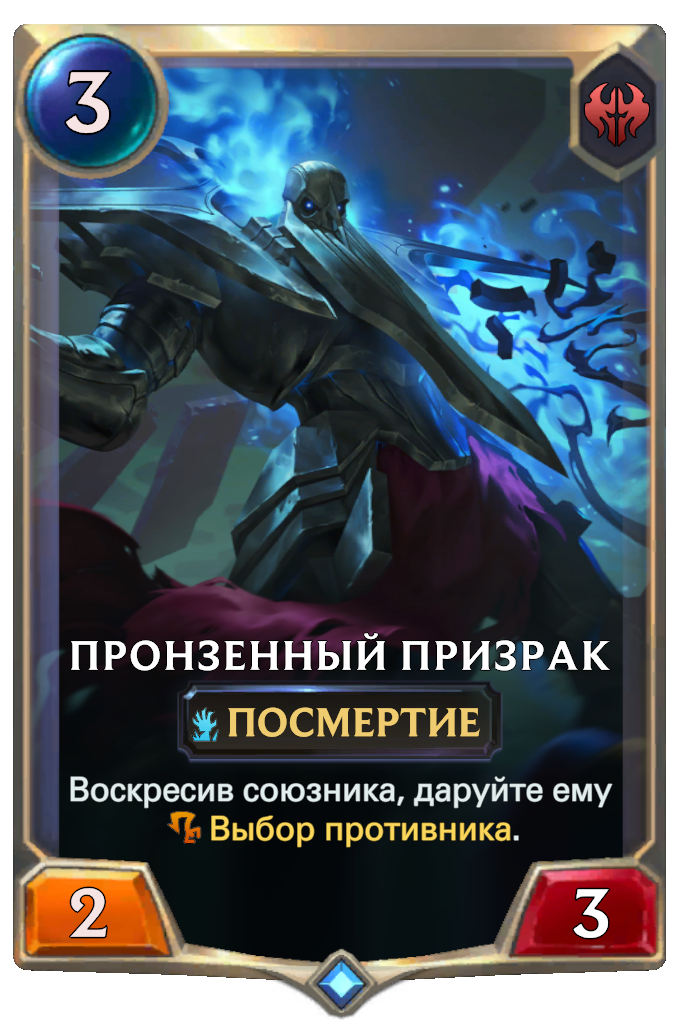 3
ПРОНЗЕННЫЙ ПРИЗРАК
ПОСМЕРТИЕ
Воскресив союзника, даруйте ему
Выбор противника.
2
3